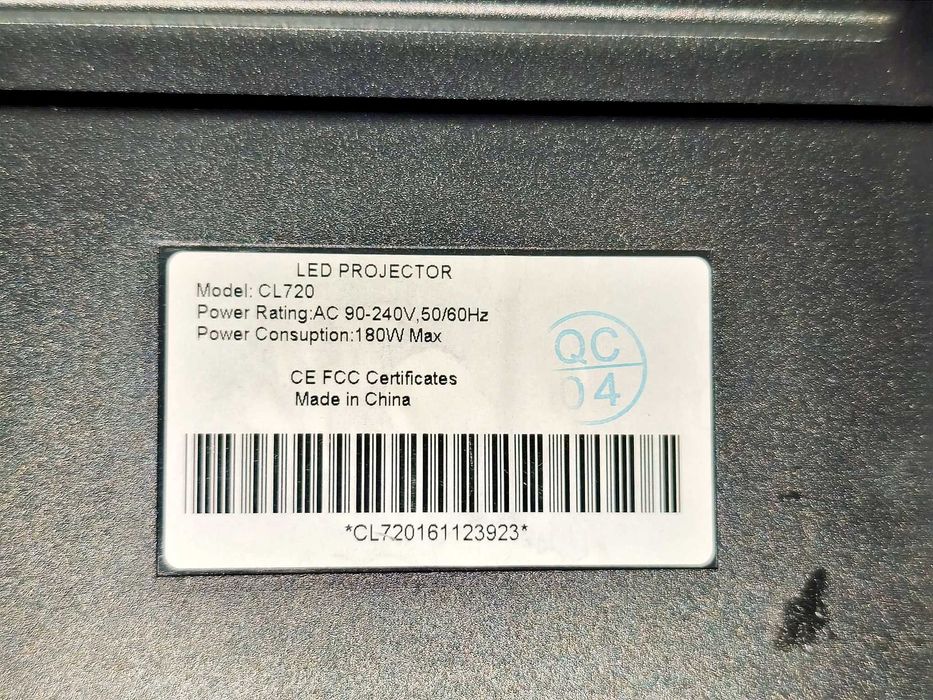 LED PROJECTOR
Model: CL720
Power Rating:AC 90-240V,50/60Hz
Power Consuption:180W Max
QC
04
CE FCC Certificates
Made in China
*CL720161123923*